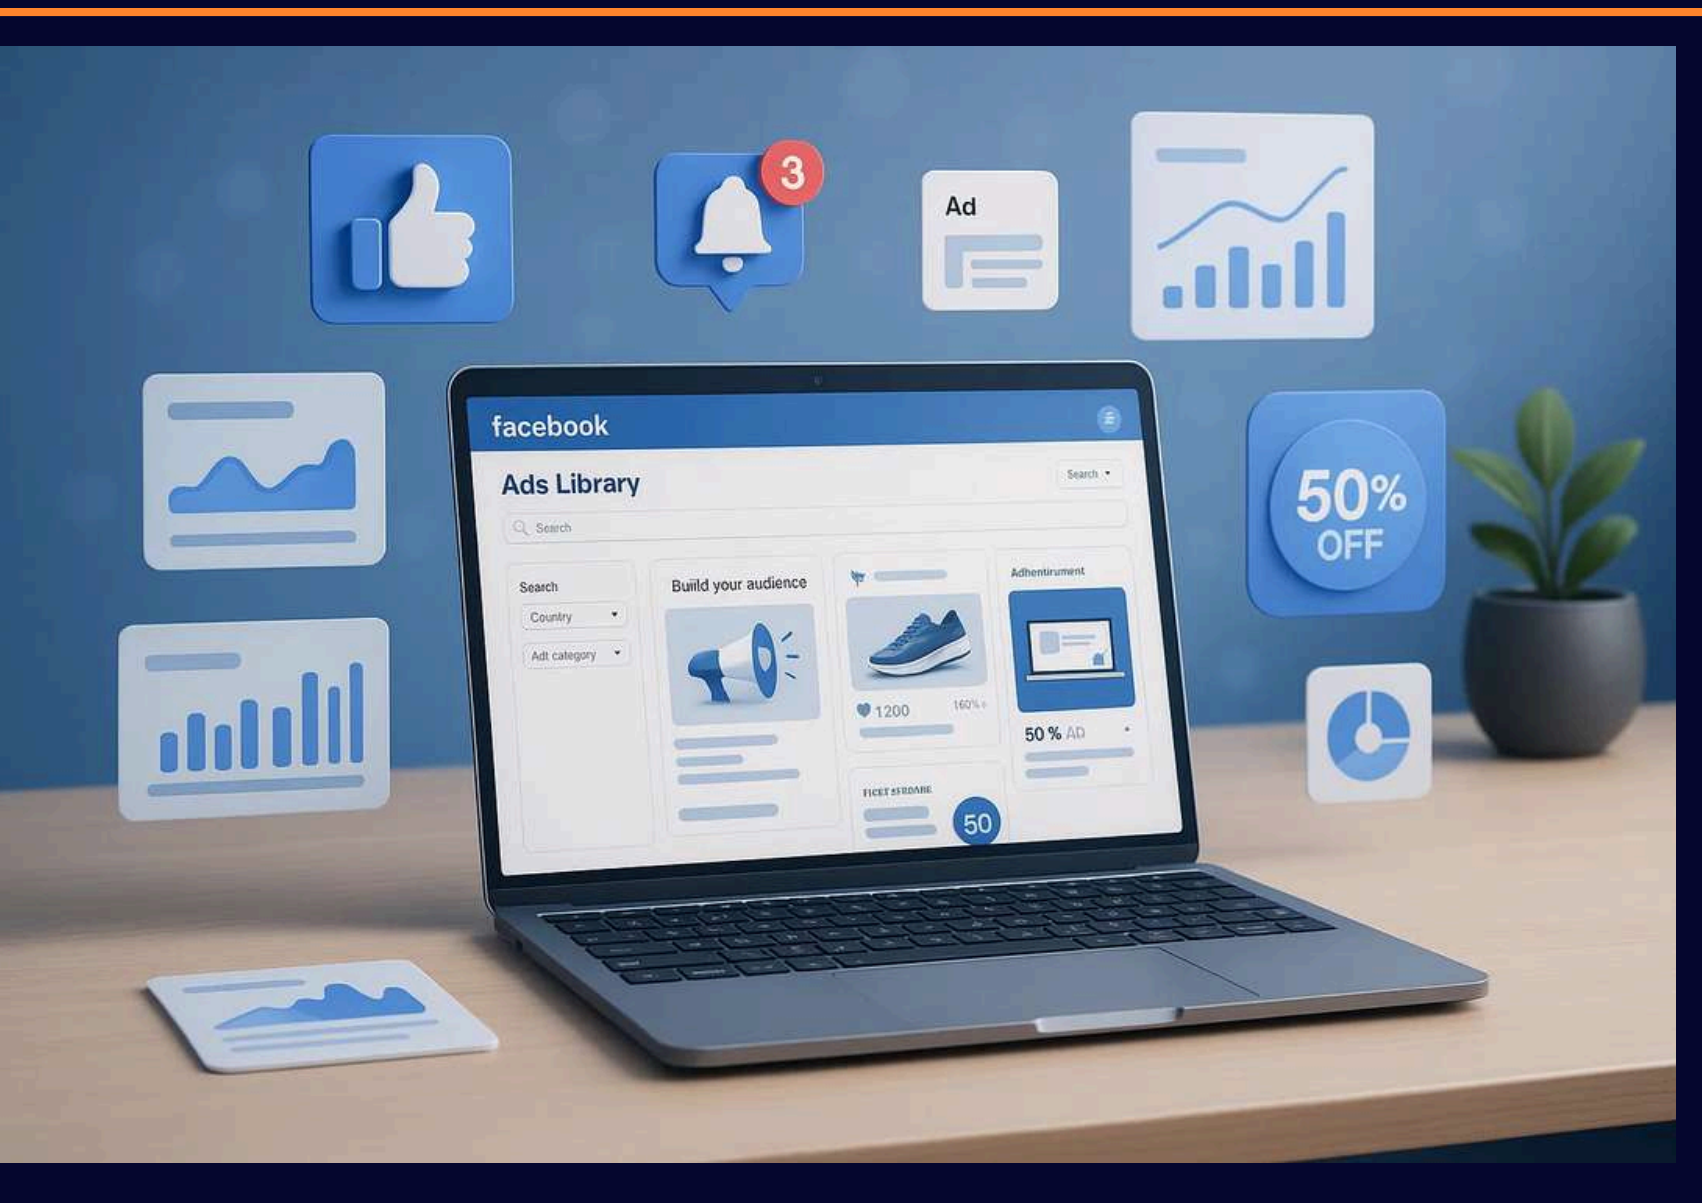 3
Ad
facebook
Ads Library
Search
Search
Search
Country
Adt category
Buiild your audience
1200
160%
Adhentirument
50 % AD
50
50%
OFF